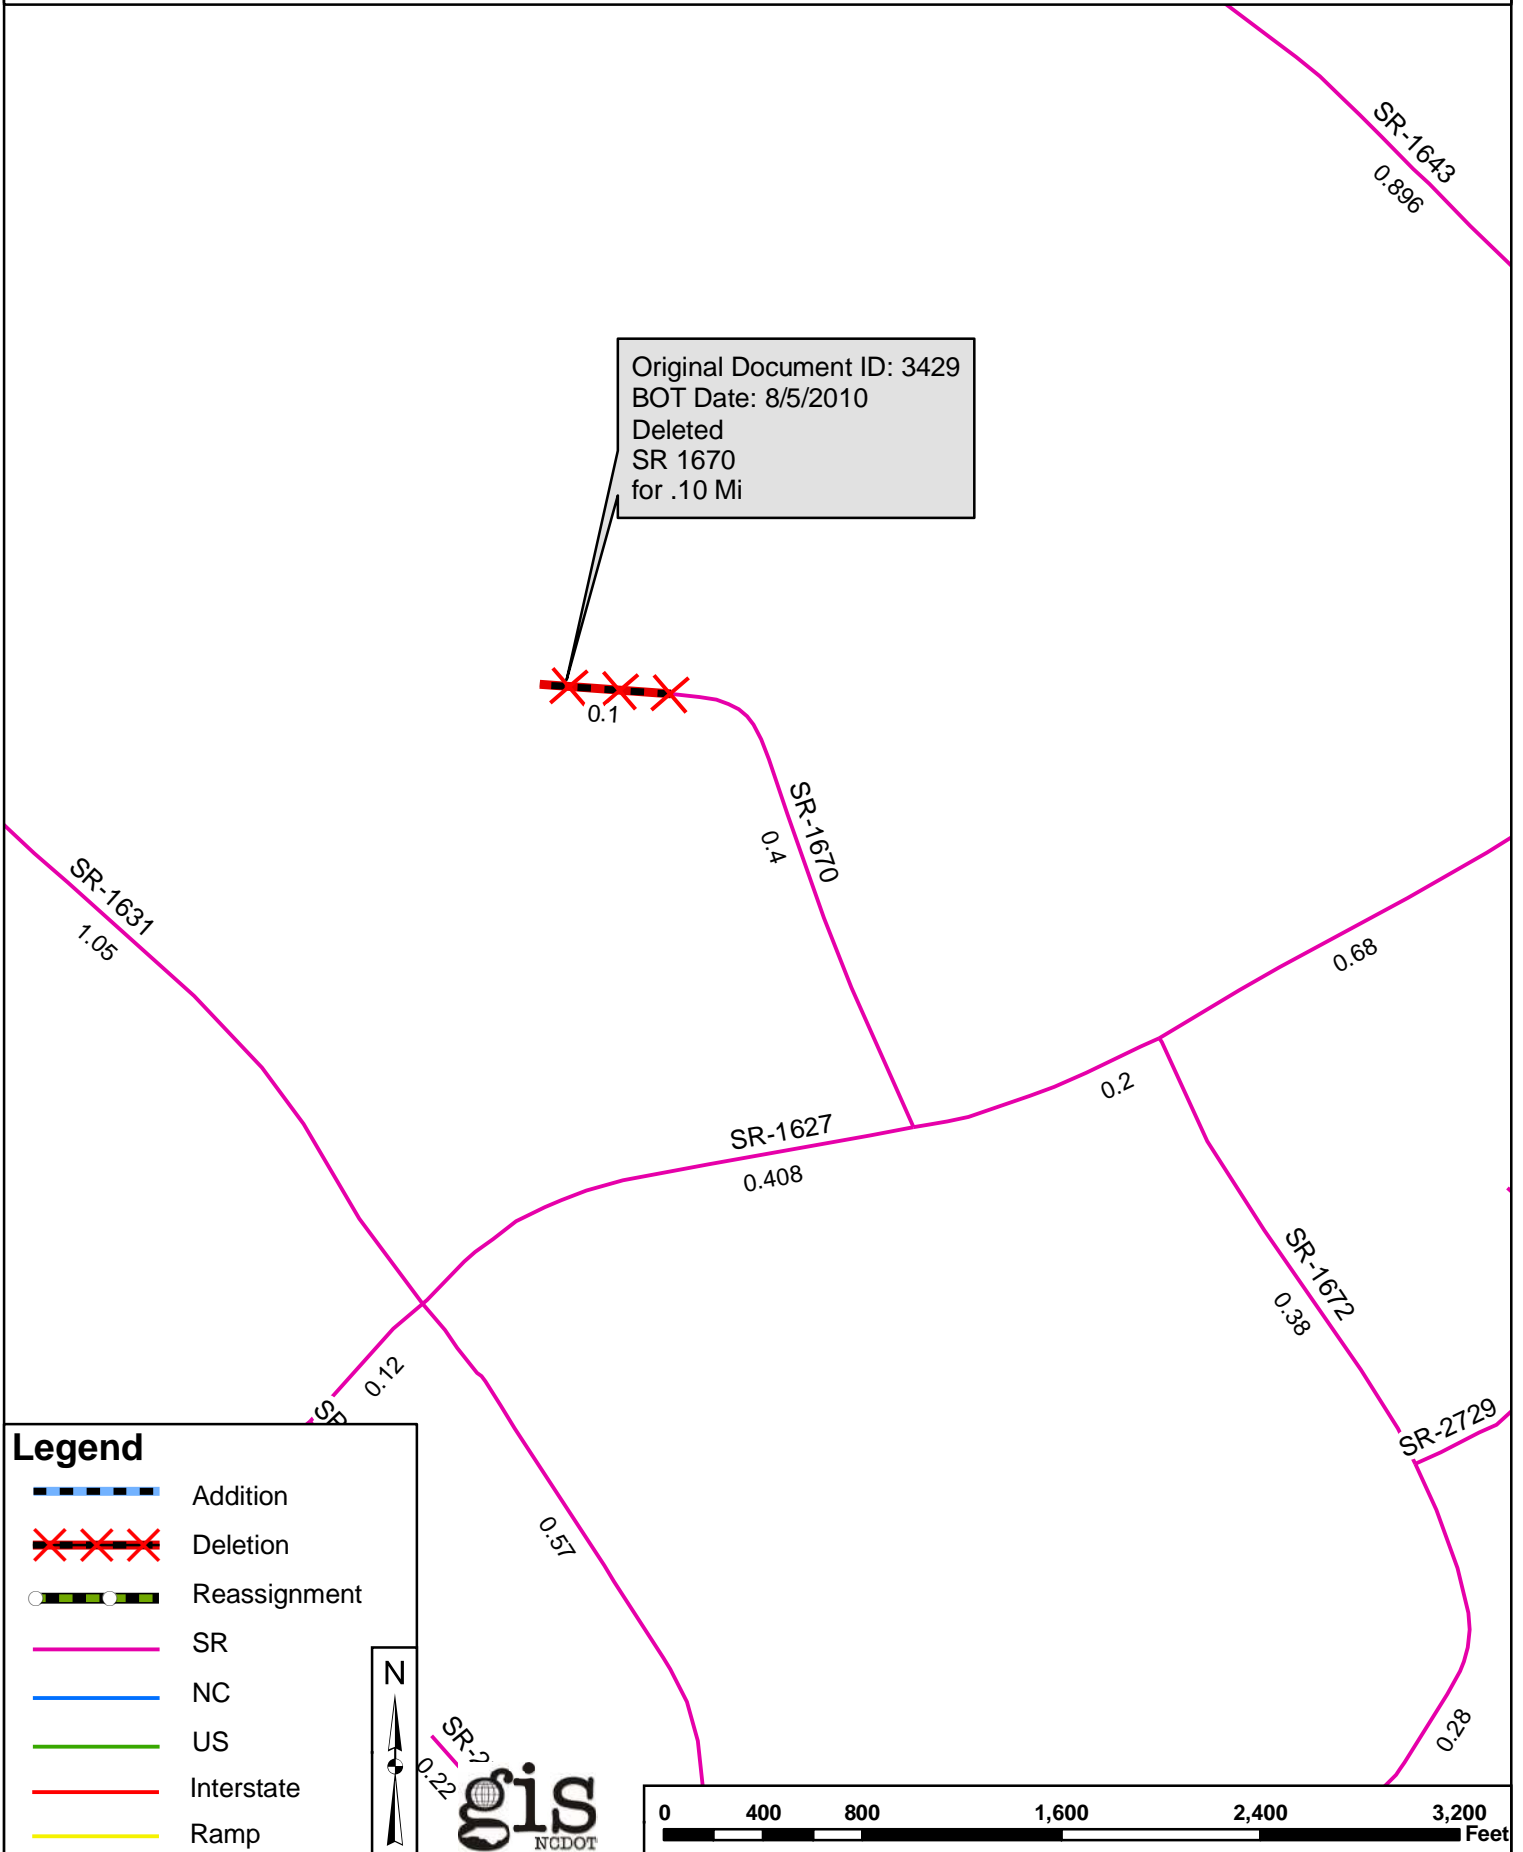 SR-1643
0.896
Original Document ID: 3429
BOT Date: 8/5/2010
Deleted
SR 1670
for .10 Mi
0.1
SR-1670
0.4
SR-1631
1.05
0.68
0.2
SR-1627
0.408
SR-1672
0.38
0.12
SR-2729
0.57
0.28
0.22
Legend
Addition
Deletion
Reassignment
SR
NC
US
Interstate
Ramp
N
gis
NCDOT
0 400 800 1,600 2,400 3,200
Feet